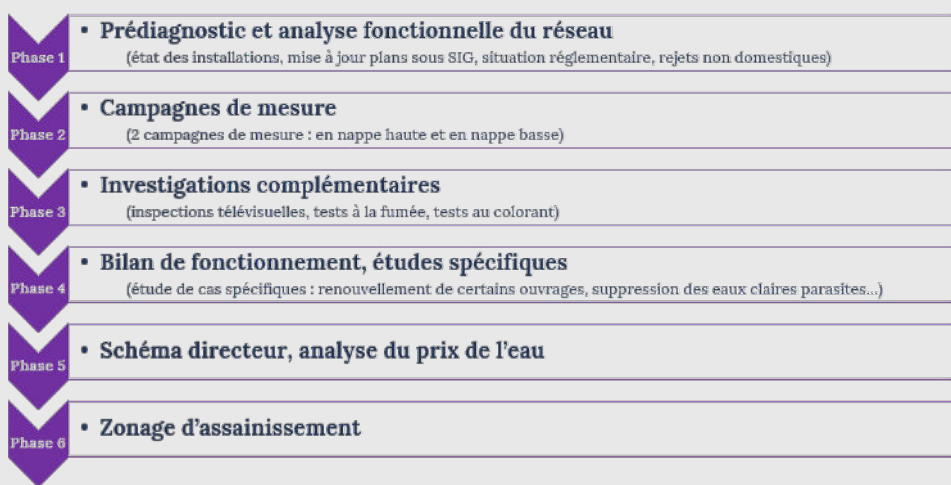 Phase 1
• Prédiagnostic et analyse fonctionnelle du réseau
(état des installations, mise à jour plans sous SIG, situation réglementaire, rejets non domestiques)
Phase 2
• Campagnes de mesure
(2 campagnes de mesure : en nappe haute et en nappe basse)
Phase 3
• Investigations complémentaires
(inspections télévisuelles, tests à la fumée, tests au colorant)
Phase 4
• Bilan de fonctionnement, études spécifiques
(étude de cas spécifiques : renouvellement de certains ouvrages, suppression des eaux claires parasites...)
Phase 5
• Schéma directeur, analyse du prix de l'eau
Phase 6
• Zonage d'assainissement